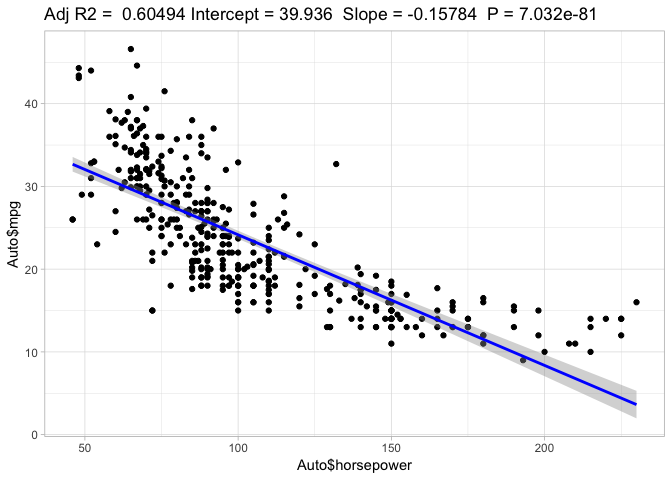 Adj R2 =  0.60494 Intercept = 39.936  Slope = -0.15784  P = 7.032e-81
40
30
20
10
0
Auto$mpg
50 100 150 200
Auto$horsepower